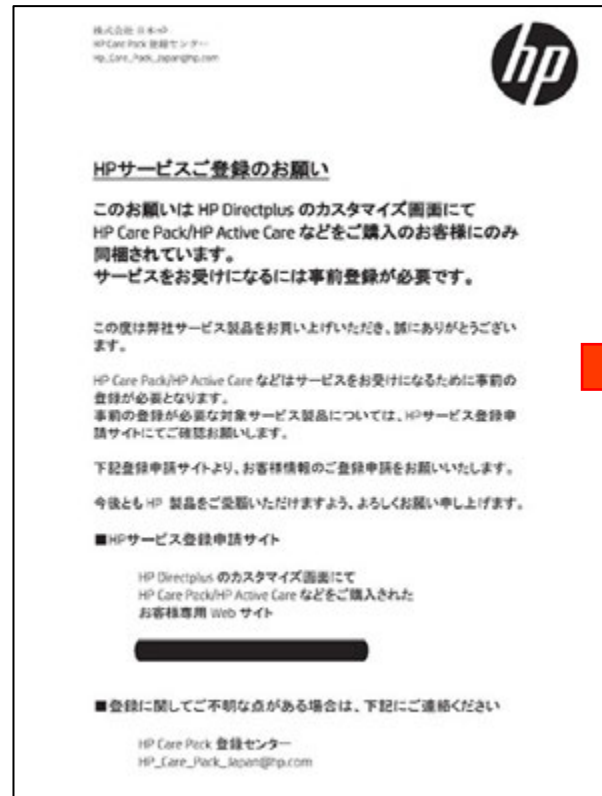 株式会社 日本HP
HP Care Pack 登録センター
Hp_Care_Pack_Japan@hp.com
hp
HPサービスご登録のお願い
このお願いは HP Directplus のカスタマイズ画面にて
HP Care Pack/HP Active Care などをご購入のお客様にのみ
同梱されています。
サービスをお受けになるには事前登録が必要です。
この度は弊社サービス製品をお買い上げいただき、誠にありがとうござい
ます。
HP Care Pack/HP Active Care などはサービスをお受けになるために事前の
登録が必要となります。
事前の登録が必要な対象サービス製品については、HPサービス登録申
請サイトにてご確認お願いします。
下記登録申請サイトより、お客様情報のご登録申請をお願いいたします。
今後とも HP 製品をご愛顧いただけますよう、よろしくお願い申し上げます。
■HPサービス登録申請サイト
HP Directplus のカスタマイズ画面にて
HP Care Pack/HP Active Care などをご購入された
お客様専用 Web サイト
■登録に関してご不明な点がある場合は、下記にご連絡ください
HP Care Pack 登録センター
HP_Care_Pack_Japan@hp.com